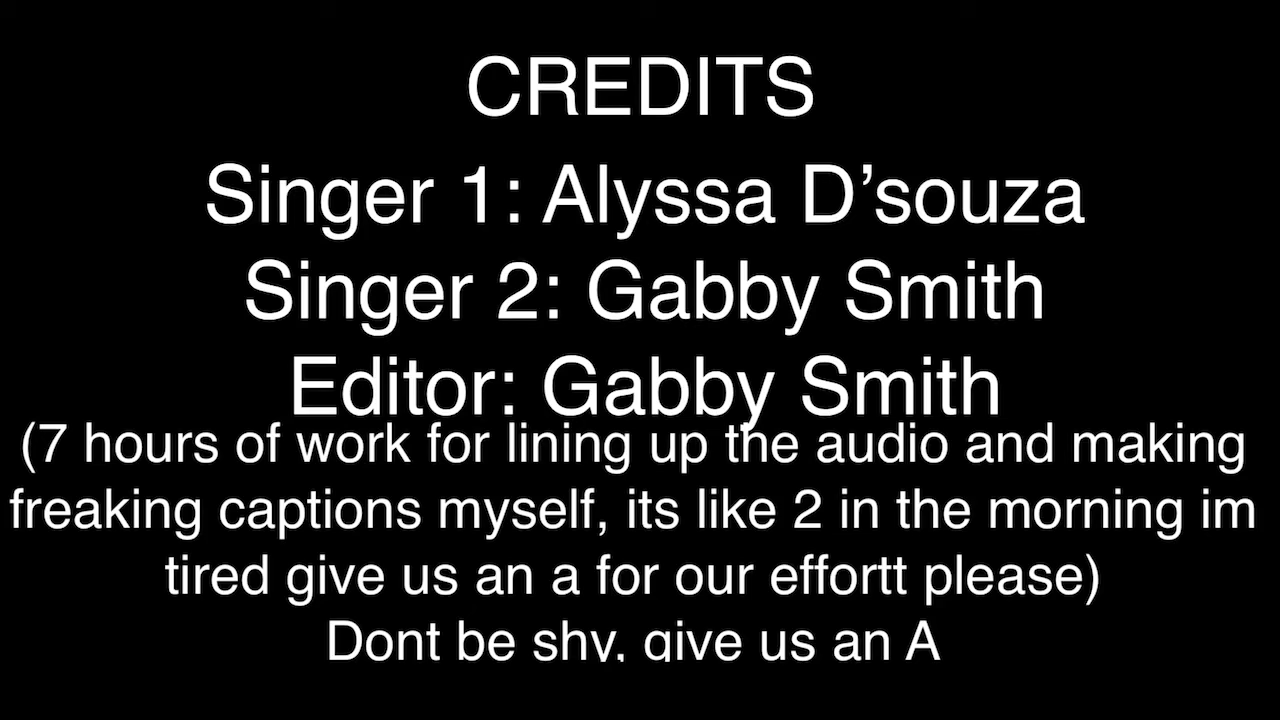 CREDITS
Singer 1: Alyssa D’souza
Singer 2: Gabby Smith
Editor: Gabby Smith
(7 hours of work for lining up the audio and making
freaking captions myself, its like 2 in the morning im
tired give us an a for our effortt please)
Dont be shy, give us an A